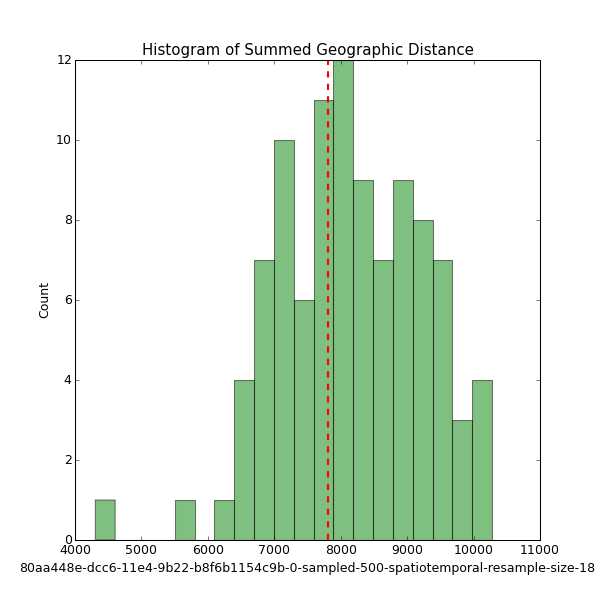 Histogram of Summed Geographic Distance
12
10
8
6
4
2
0
Count
4000 5000 6000 7000 8000 9000 10000 11000
80aa448e-dcc6-11e4-9b22-b8f6b1154c9b-0-sampled-500-spatiotemporal-resample-size-18